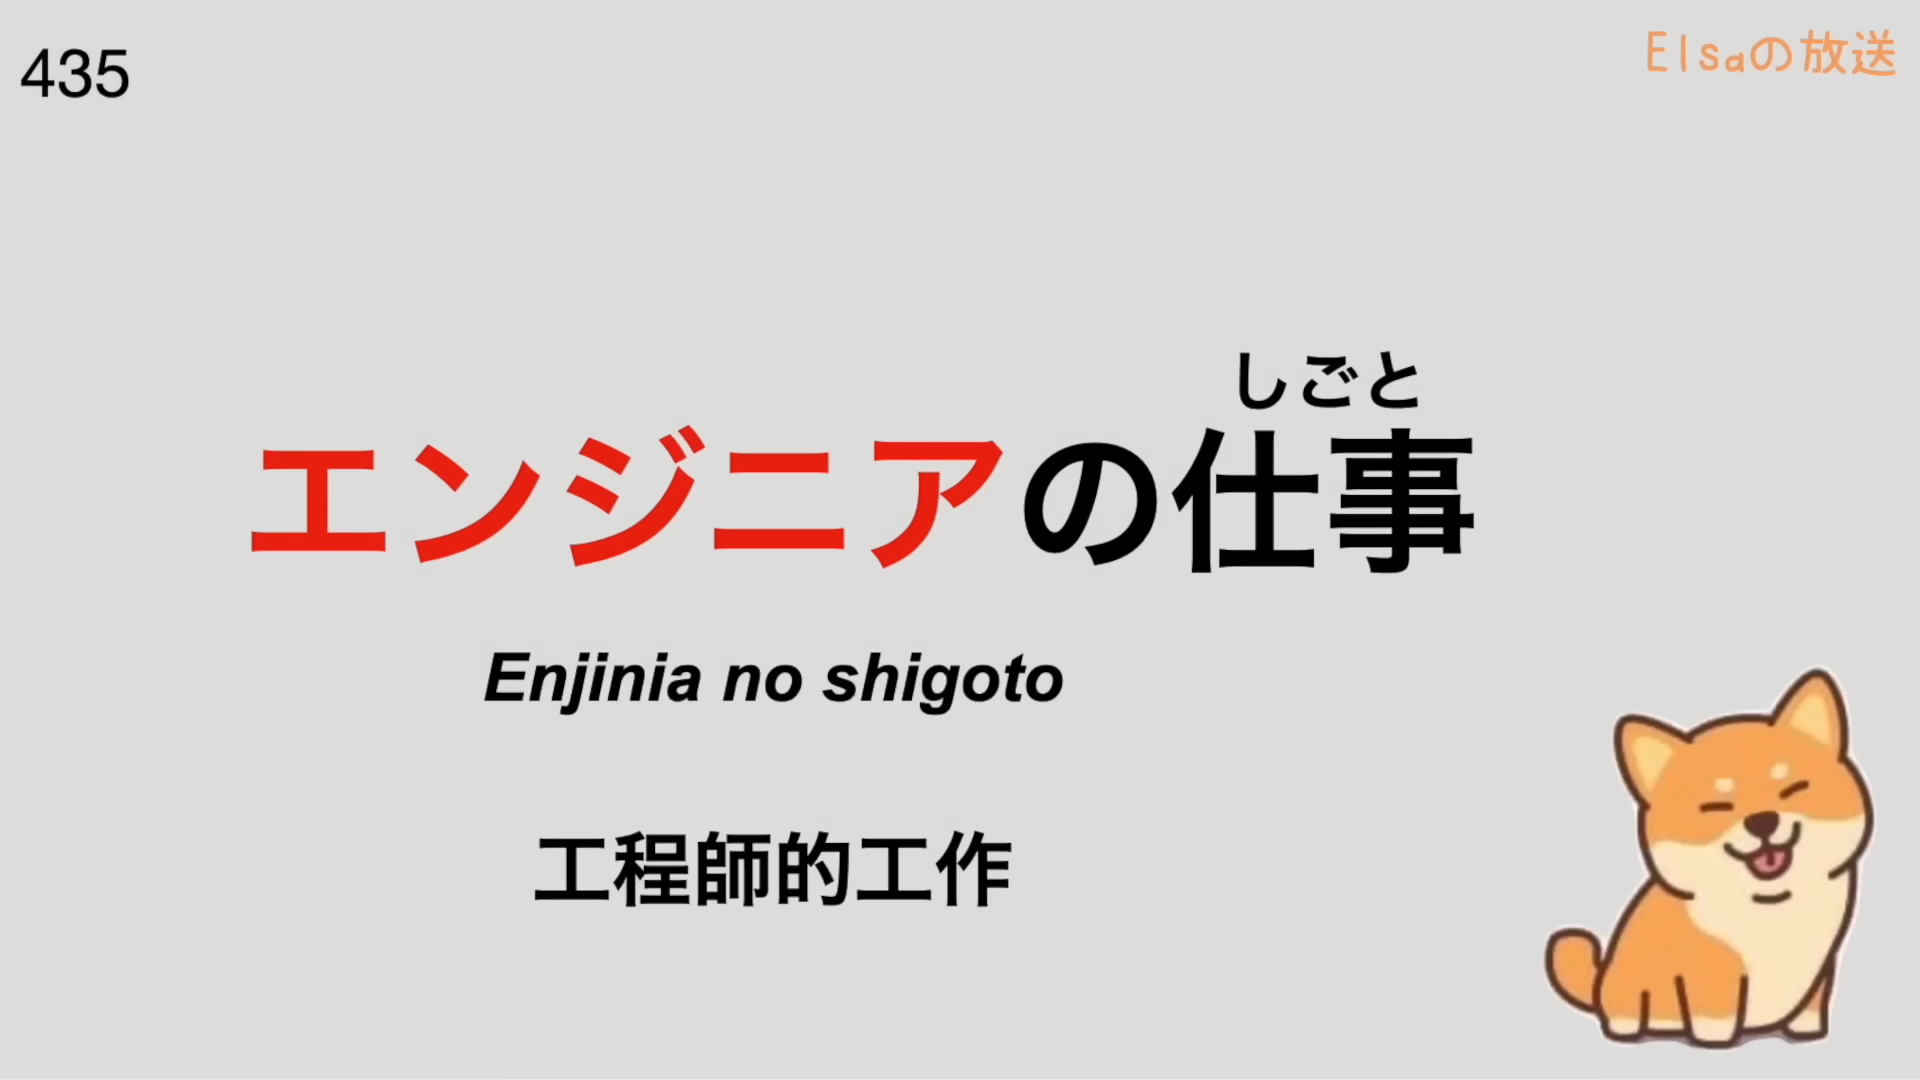 435
Elsaの放送
しごと
エンジニアの仕事
Enjinia no shigoto
工程師的工作